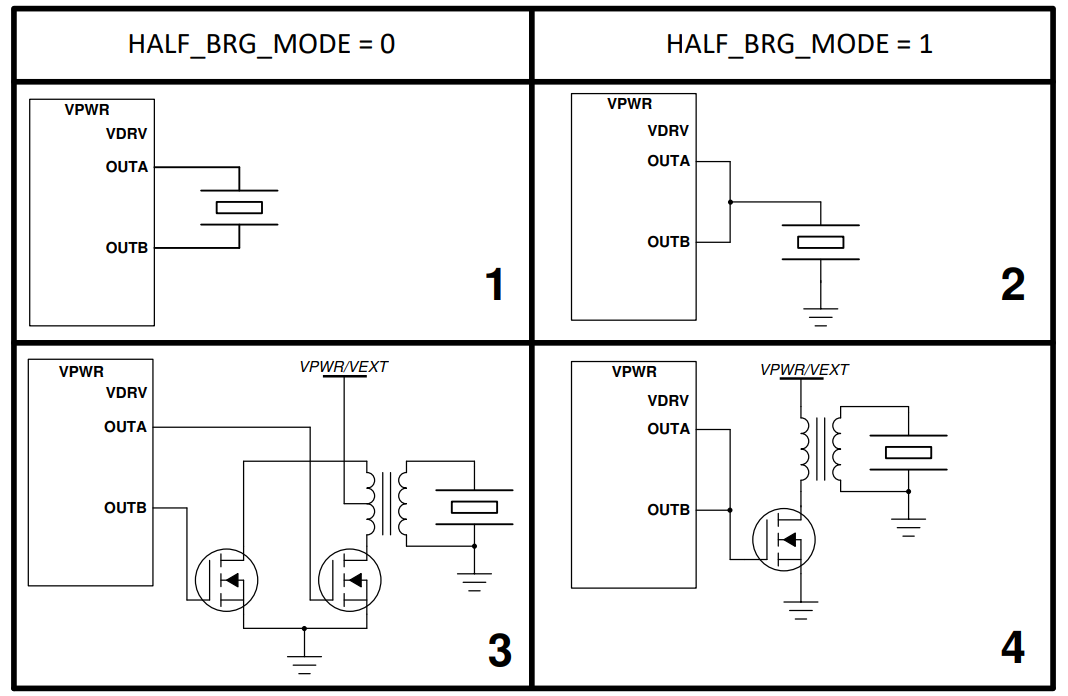 HALF_BRG_MODE = 0
HALF_BRG_MODE = 1
VPWR
VDRV
OUTA
OUTB
1
VPWR
VDRV
OUTA
OUTB
2
VPWR
VDRV
OUTA
OUTB
VPWR/VEXT
3
VPWR
VDRV
OUTA
OUTB
VPWR/VEXT
4